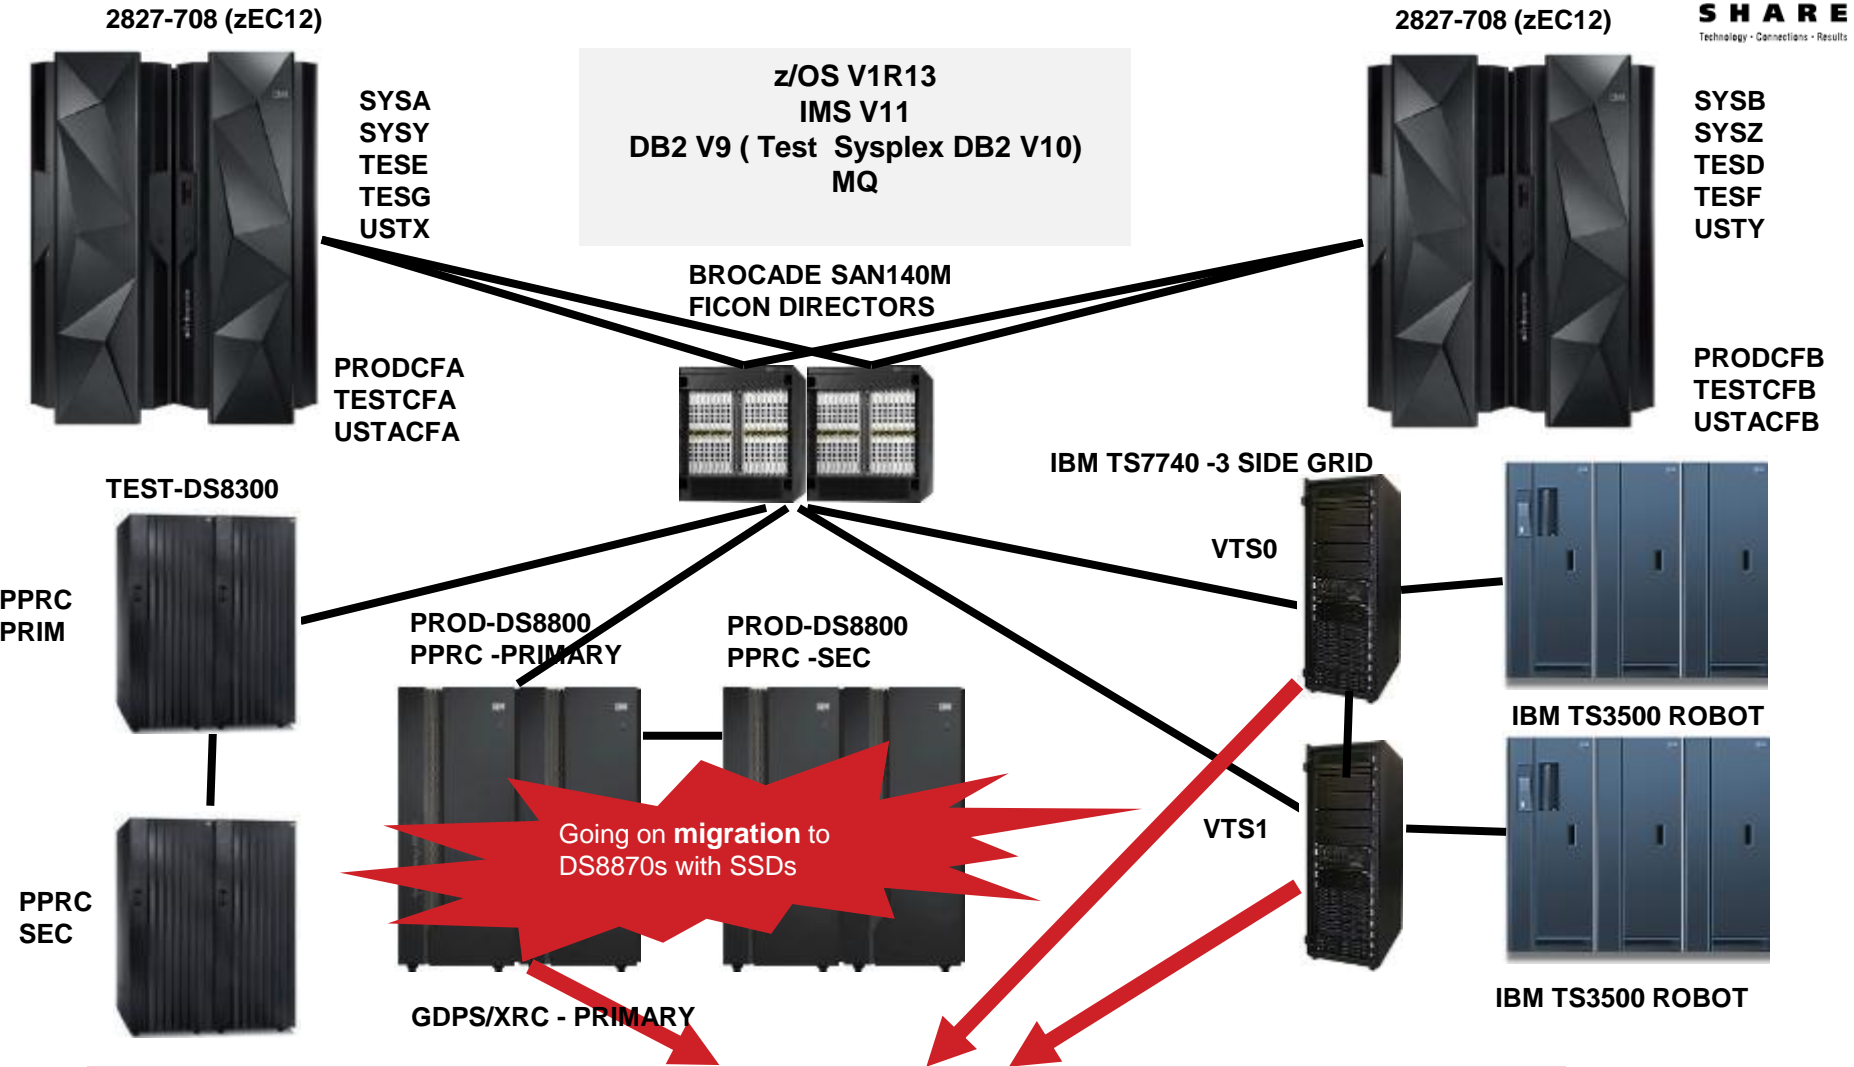 2827-708 (zEC12)
2827-708 (zEC12)
SHARE
Technology · Connections · Results
z/OS V1R13
IMS V11
DB2 V9 ( Test Sysplex DB2 V10)
MQ
SYSA
SYSY
TESE
TESG
USTX
SYSB
SYSZ
TESD
TESF
USTY
BROCADE SAN140M
FICON DIRECTORS
PRODCFA
TESTCFA
USTACFA
PRODCFB
TESTCFB
USTACFB
IBM TS7740 -3 SIDE GRID
TEST-DS8300
VTS0
PPRC
PRIM
PROD-DS8800
PPRC -PRIMARY
PROD-DS8800
PPRC -SEC
IBM TS3500 ROBOT
Going on migration to
DS8870s with SSDs
VTS1
PPRC
SEC
GDPS/XRC - PRIMARY
IBM TS3500 ROBOT